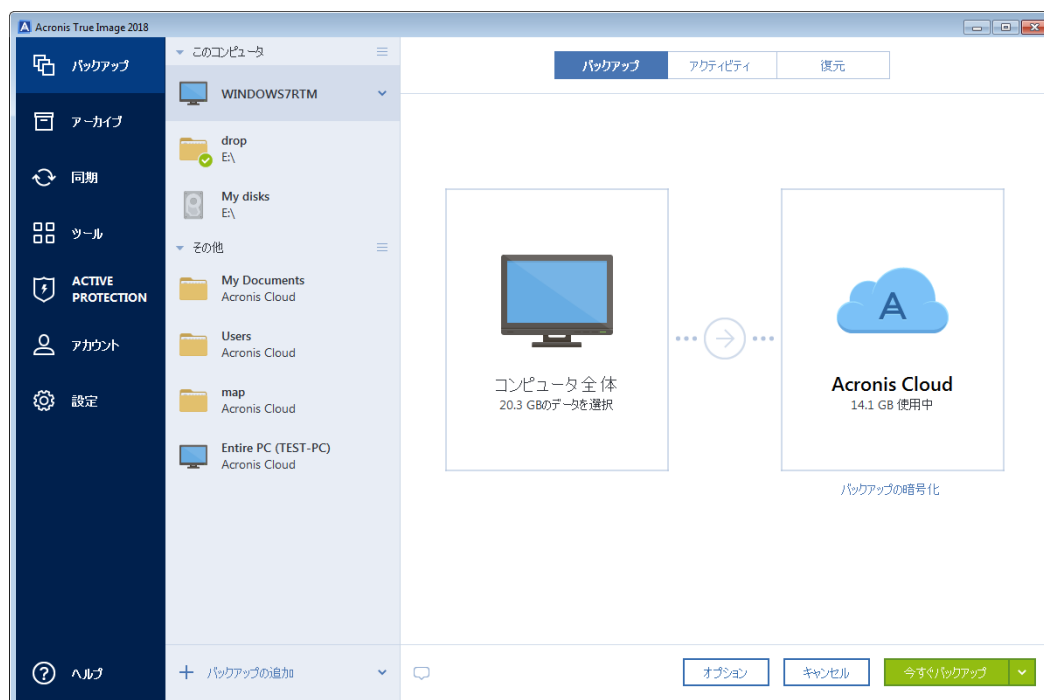 Acronis True Image 2018
バックアップ
アーカイブ
同期
ツール
ACTIVE
PROTECTION
アカウント
設定
ヘルプ
このコンピュータ
WINDOWS7RTM
drop
E:\
My disks
E:\
その他
My Documents
Acronis Cloud
Users
Acronis Cloud
map
Acronis Cloud
Entire PC (TEST-PC)
Acronis Cloud
バックアップの追加
バックアップ
アクティビティ
復元
コンピュータ全体
20.3 GBのデータを選択
Acronis Cloud
14.1 GB 使用中
バックアップの暗号化
オプション
キャンセル
今すぐバックアップ